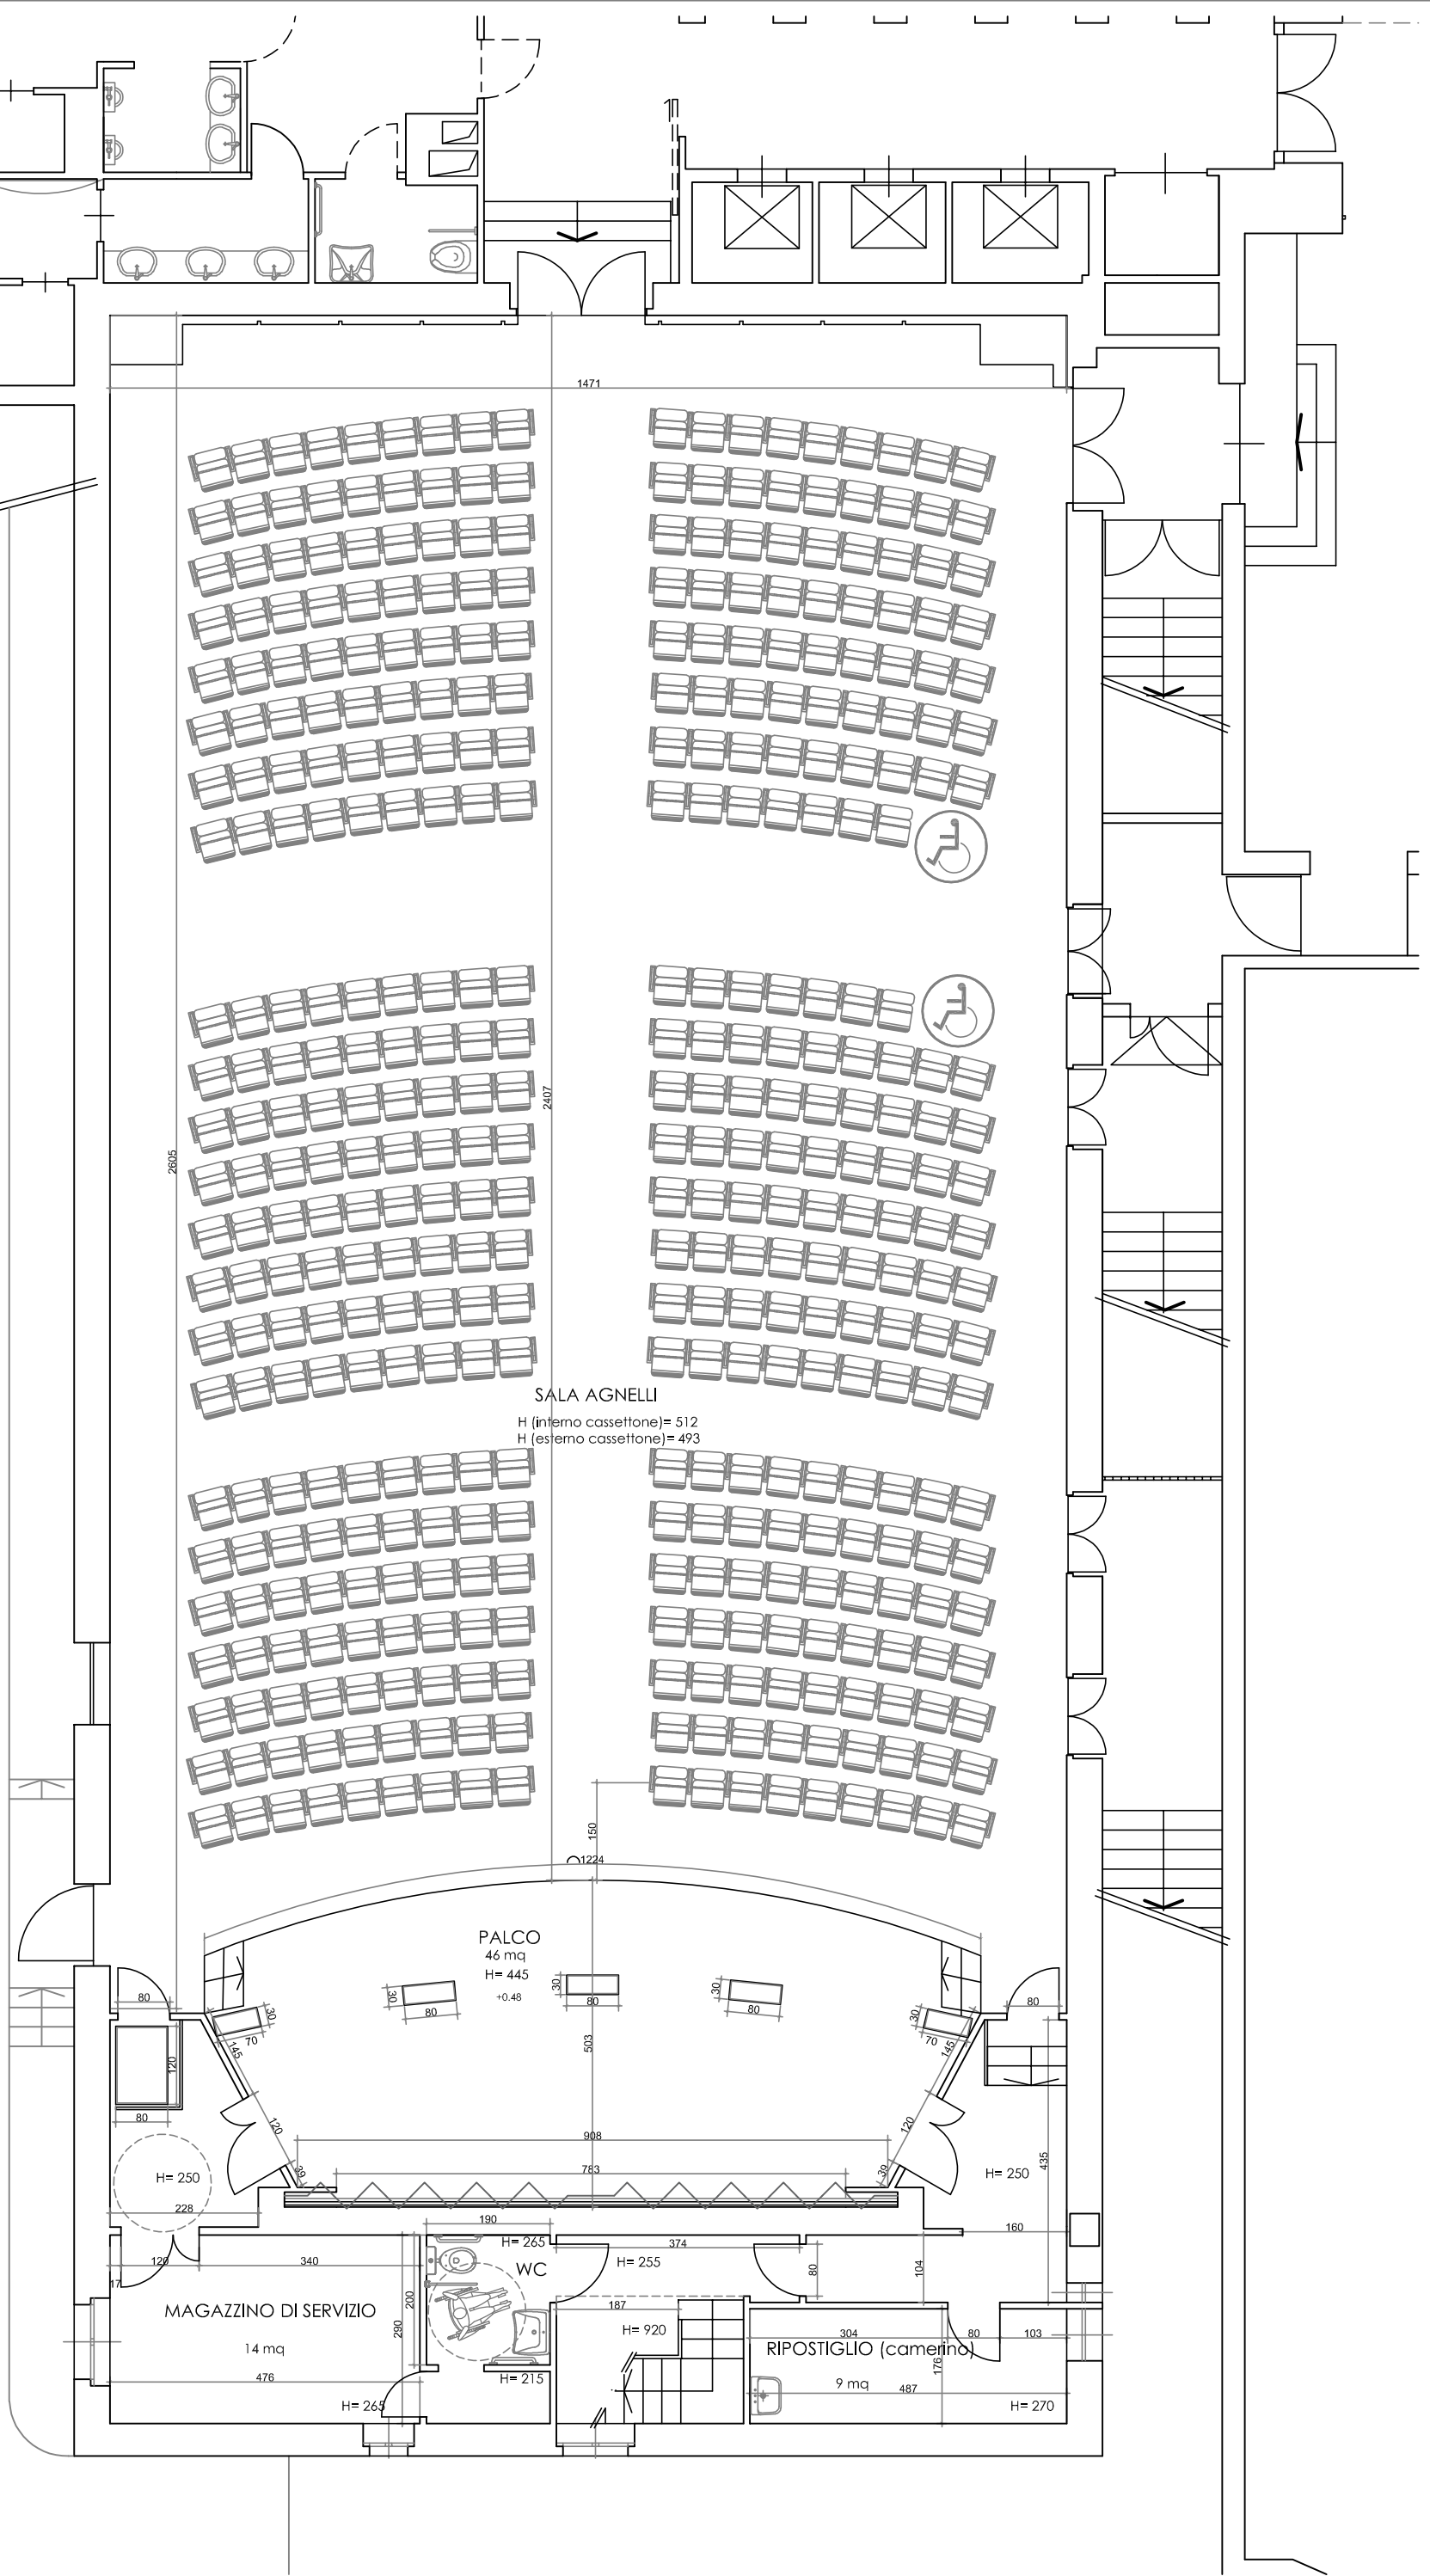 1471
2407
2605
SALA AGNELLI
H (interno cassettone)= 512
H (esterno cassettone)= 493
150
1224
PALCO
46 mq
H= 445
+0.48
30
80
30
80
30
80
80
80
30
70
145
30
70
145
503
120
80
120
120
908
783
39
39
H= 250
H= 250
435
228
160
190
H= 265
WC
374
H= 255
120
340
17
80
104
200
290
187
MAGAZZINO DI SERVIZIO
14 mq
476
H= 265
H= 215
H= 920
304
80
103
RIPOSTIGLIO (camerino)
176
9 mq
487
H= 270